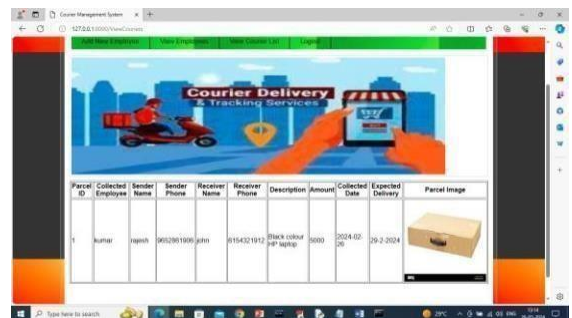 Courier Management System
127.0.0.1:8000/ViewCourses
Add New Employee View Employees View Courier List Logout
Courier Delivery
& Tracking Services
Parcel ID Collected Employee Sender Name Sender Phone Receiver Name Receiver Phone Description Amount Collected Date Expected Delivery Parcel Image
1 kumar rajesh 9652861906 john 6154321912 Black colour HP laptop 5000 2024-02-26 29-2-2024
Type here to search
29°C ENG